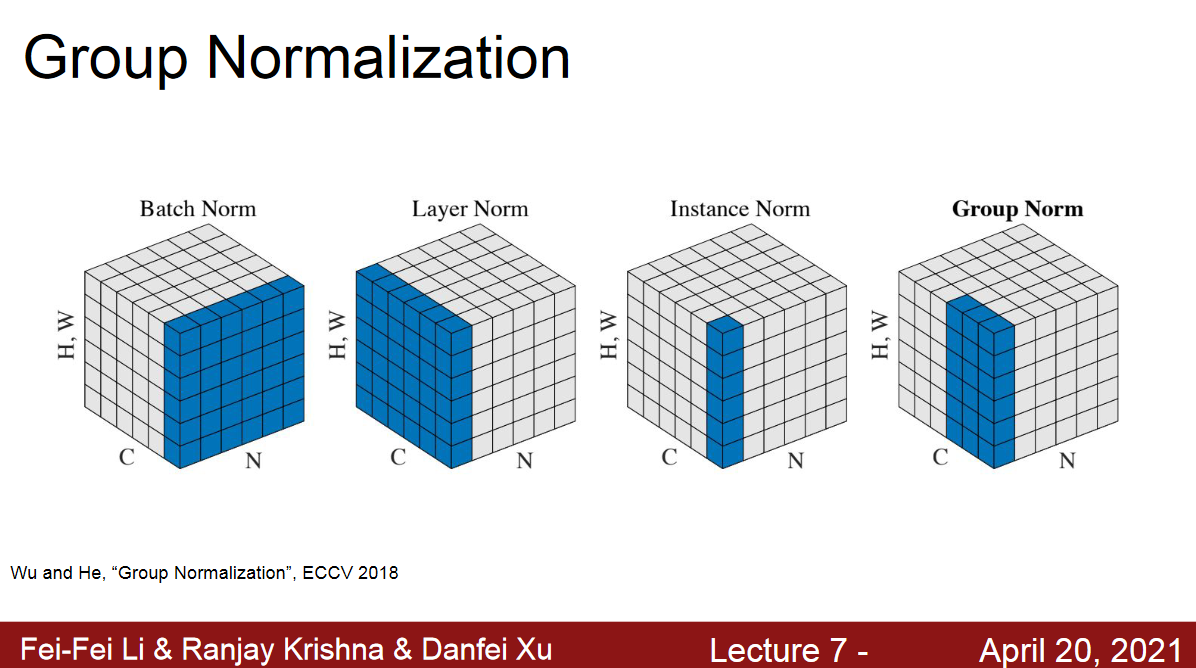 Group Normalization
Batch Norm
Layer Norm
Instance Norm
Group Norm
H, W
C
N
H, W
C
N
H, W
C
N
H, W
C
N
Wu and He, “Group Normalization”, ECCV 2018
Fei-Fei Li & Ranjay Krishna & Danfei Xu
Lecture 7 -
April 20, 2021